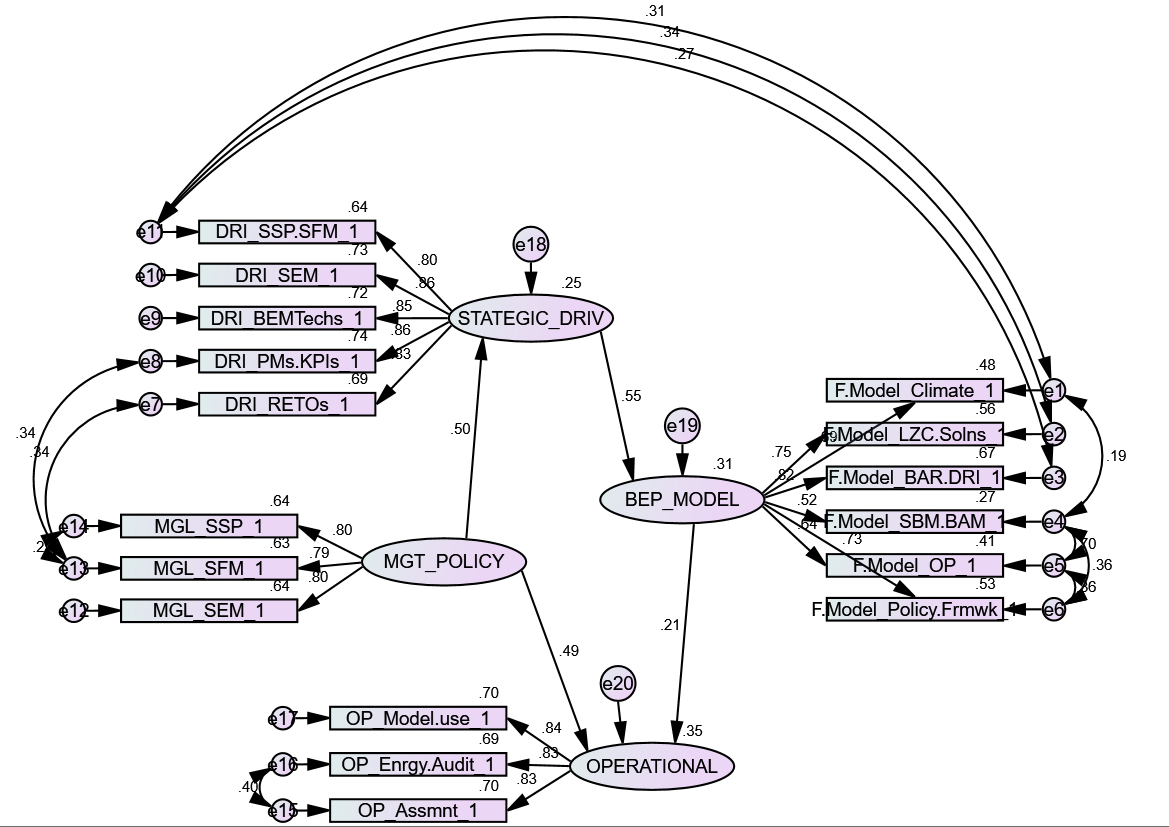 .31
.34
.27
.64
e11
DRI_SSP.SFM_1
.73
e10
DRI_SEM_1
.72
e9
DRI_BEMTechs_1
.74
e8
DRI_PMs.KPIs_1
.69
e7
DRI_RETOs_1
.80
.86
.85
.86
.83
e18
.25
STATEGIC_DRIV
.34
.34
.50
.55
e19
.31
BEP_MODEL
.48
F.Model_Climate_1
e1
.56
F.Model_LZC.Solns_1
e2
.67
F.Model_BAR.DRI_1
e3
.27
F.Model_SBM.BAM_1
e4
.41
F.Model_OP_1
e5
.53
F.Model_Policy.Frmwk_1
e6
.75
.82
.52
.64
.73
.19
.70
.36
.64
e14
MGL_SSP_1
.63
e13
MGL_SFM_1
.64
e12
MGL_SEM_1
.80
.79
.80
MGT_POLICY
.49
.21
e20
.35
OPERATIONAL
.70
e17
OP_Model.use_1
.69
e16
OP_Enrgy.Audit_1
.70
e15
OP_Assmnt_1
.84
.83
.83
.40